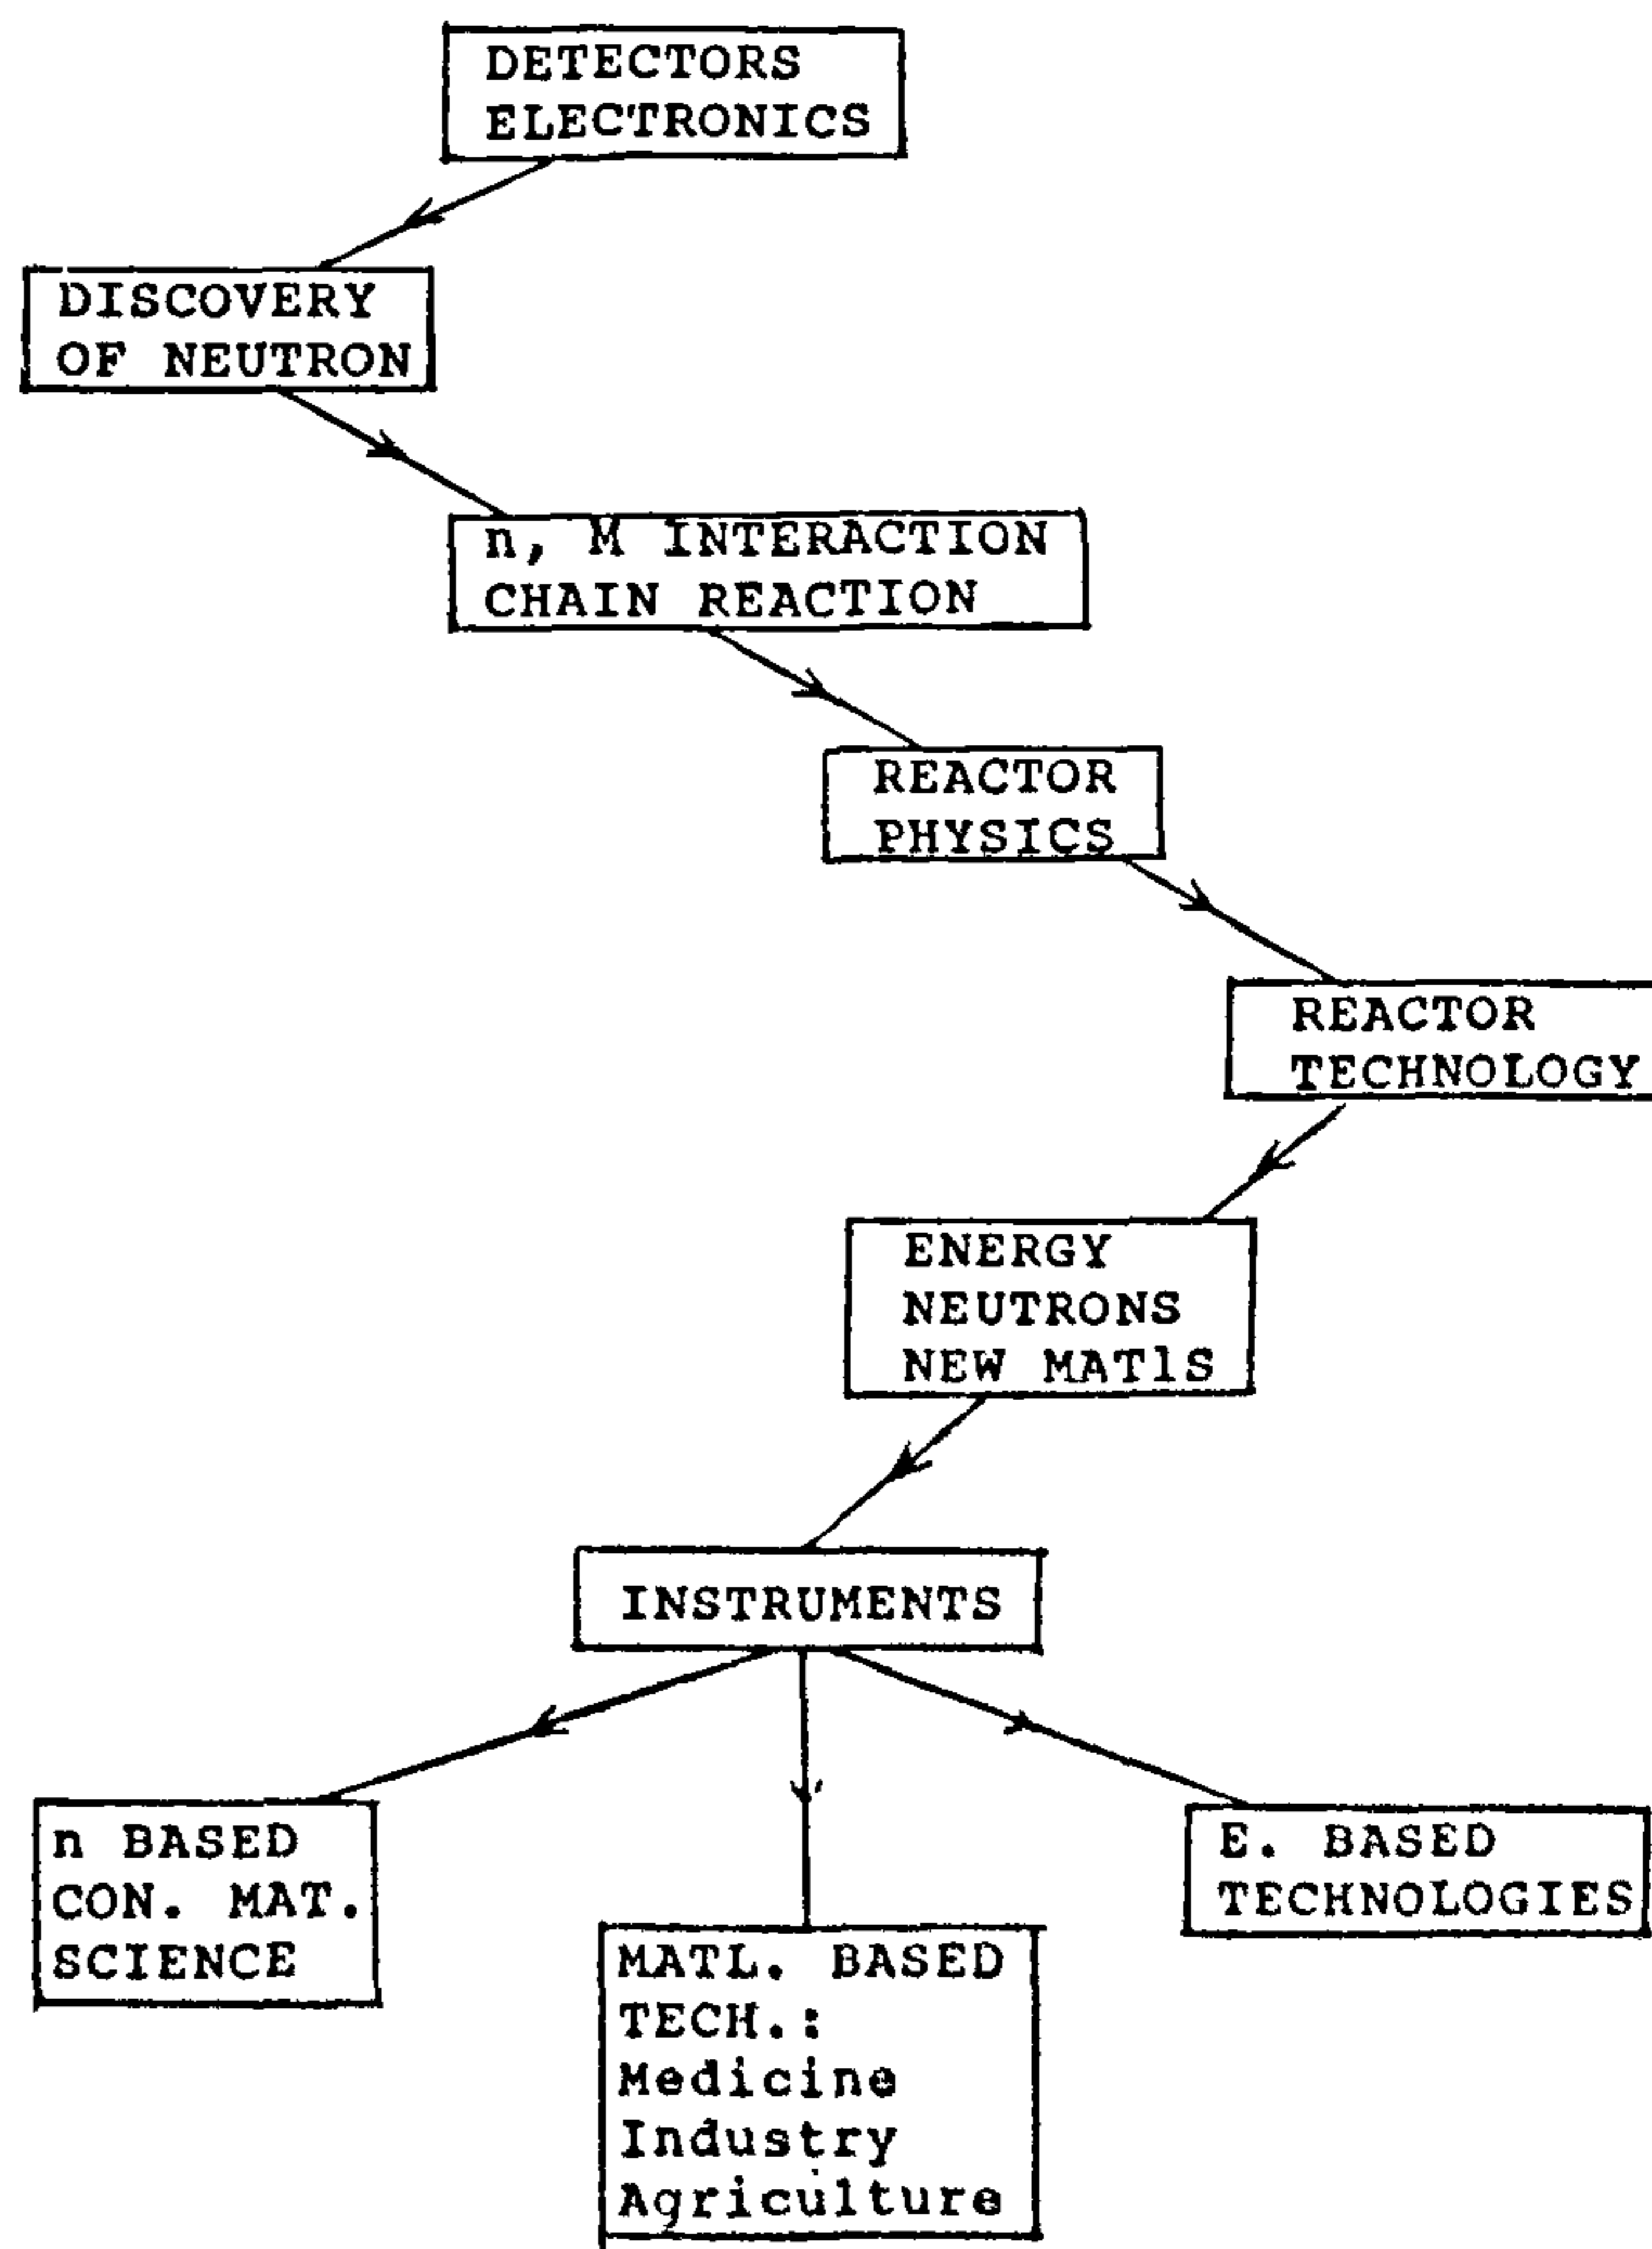 DETECTORS
ELECTRONICS
DISCOVERY
OF NEUTRON
n, M INTERACTION
CHAIN REACTION
REACTOR
PHYSICS
REACTOR
TECHNOLOGY
ENERGY
NEUTRONS
NEW MATlS
INSTRUMENTS
n BASED
CON. MAT.
SCIENCE
MATL. BASED
TECH.:
Medicine
Industry
Agriculture
E. BASED
TECHNOLOGIES